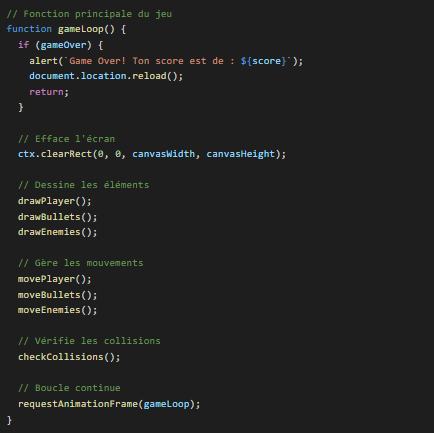 // Fonction principale du jeu
function gameLoop() {
  if (gameOver) {
    alert(`Game Over! Ton score est de : ${score}`);
    document.location.reload();
    return;
  }

  // Efface l'écran
  ctx.clearRect(0, 0, canvasWidth, canvasHeight);

  // Dessine les éléments
  drawPlayer();
  drawBullets();
  drawEnemies();

  // Gère les mouvements
  movePlayer();
  moveBullets();
  moveEnemies();

  // Vérifie les collisions
  checkCollisions();

  // Boucle continue
  requestAnimationFrame(gameLoop);
}